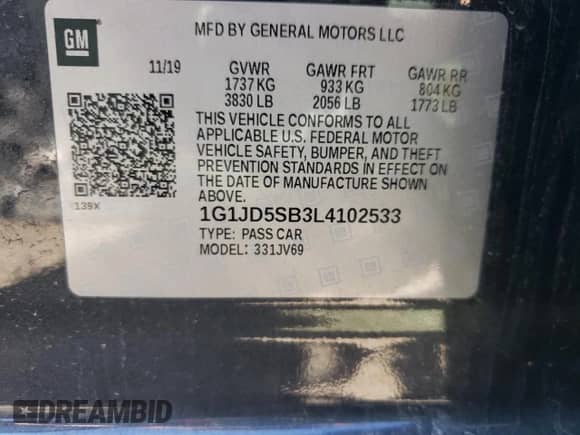 GM
MFD BY GENERAL MOTORS LLC
11/19 GVWR GAWR FRT GAWR RR
1737 KG 933 KG 804 KG
3830 LB 2056 LB 1773 LB
THIS VEHICLE CONFORMS TO ALL
APPLICABLE U.S. FEDERAL MOTOR
VEHICLE SAFETY, BUMPER, AND THEFT
PREVENTION STANDARDS IN EFFECT ON
THE DATE OF MANUFACTURE SHOWN
ABOVE.
139X
1G1JD5SB3L4102533
TYPE: PASS CAR
MODEL: 331JV69
DREAMBID